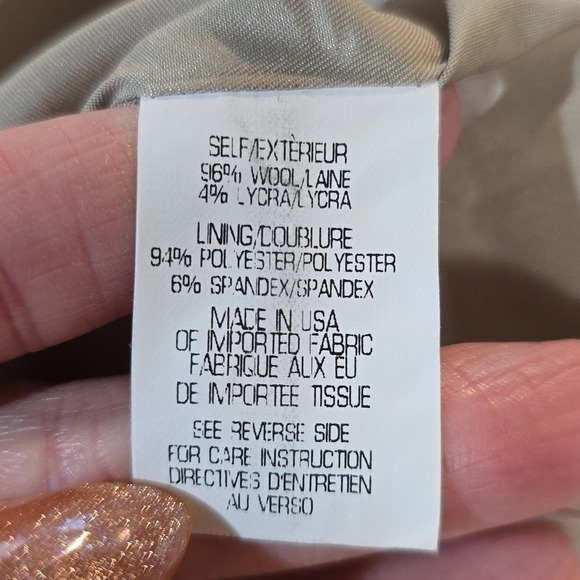 SELF/EXTÈRIEUR
96% WOOL/LAINE
4% LYCRA/LYCRA
LINING/DOUBLURE
94% POLYESTER/POLYESTER
6% SPANDEX/SPANDEX
MADE IN USA
OF IMPORTED FABRIC
FABRIQUE AUX EU
DE IMPORTEE TISSUE
SEE REVERSE SIDE
FOR CARE INSTRUCTION
DIRECTIVES D'ENTRETIEN
AU VERSO